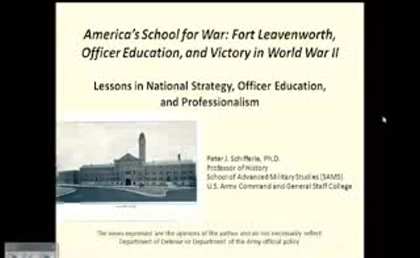 America's School for War: Fort Leavenworth,
Officer Education, and Victory in World War II
Lessons in National Strategy, Officer Education,
and Professionalism
Peter J. Schifferle, Ph.D.
Professor of History
School of Advanced Military Studies (SAMS)
U.S. Army Command and General Staff College
The views expressed are the opinions of the author and do not necessarily reflect
Department of Defense or Department of the Army official policy